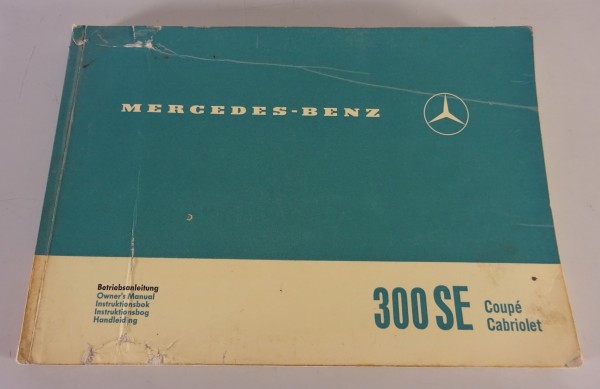 MERCEDES-BENZ
Betriebsanleitung
Owner's Manual
Instruktionsbok
Instruktionsbog
Handleiding
300 SE Coupé
Cabriolet